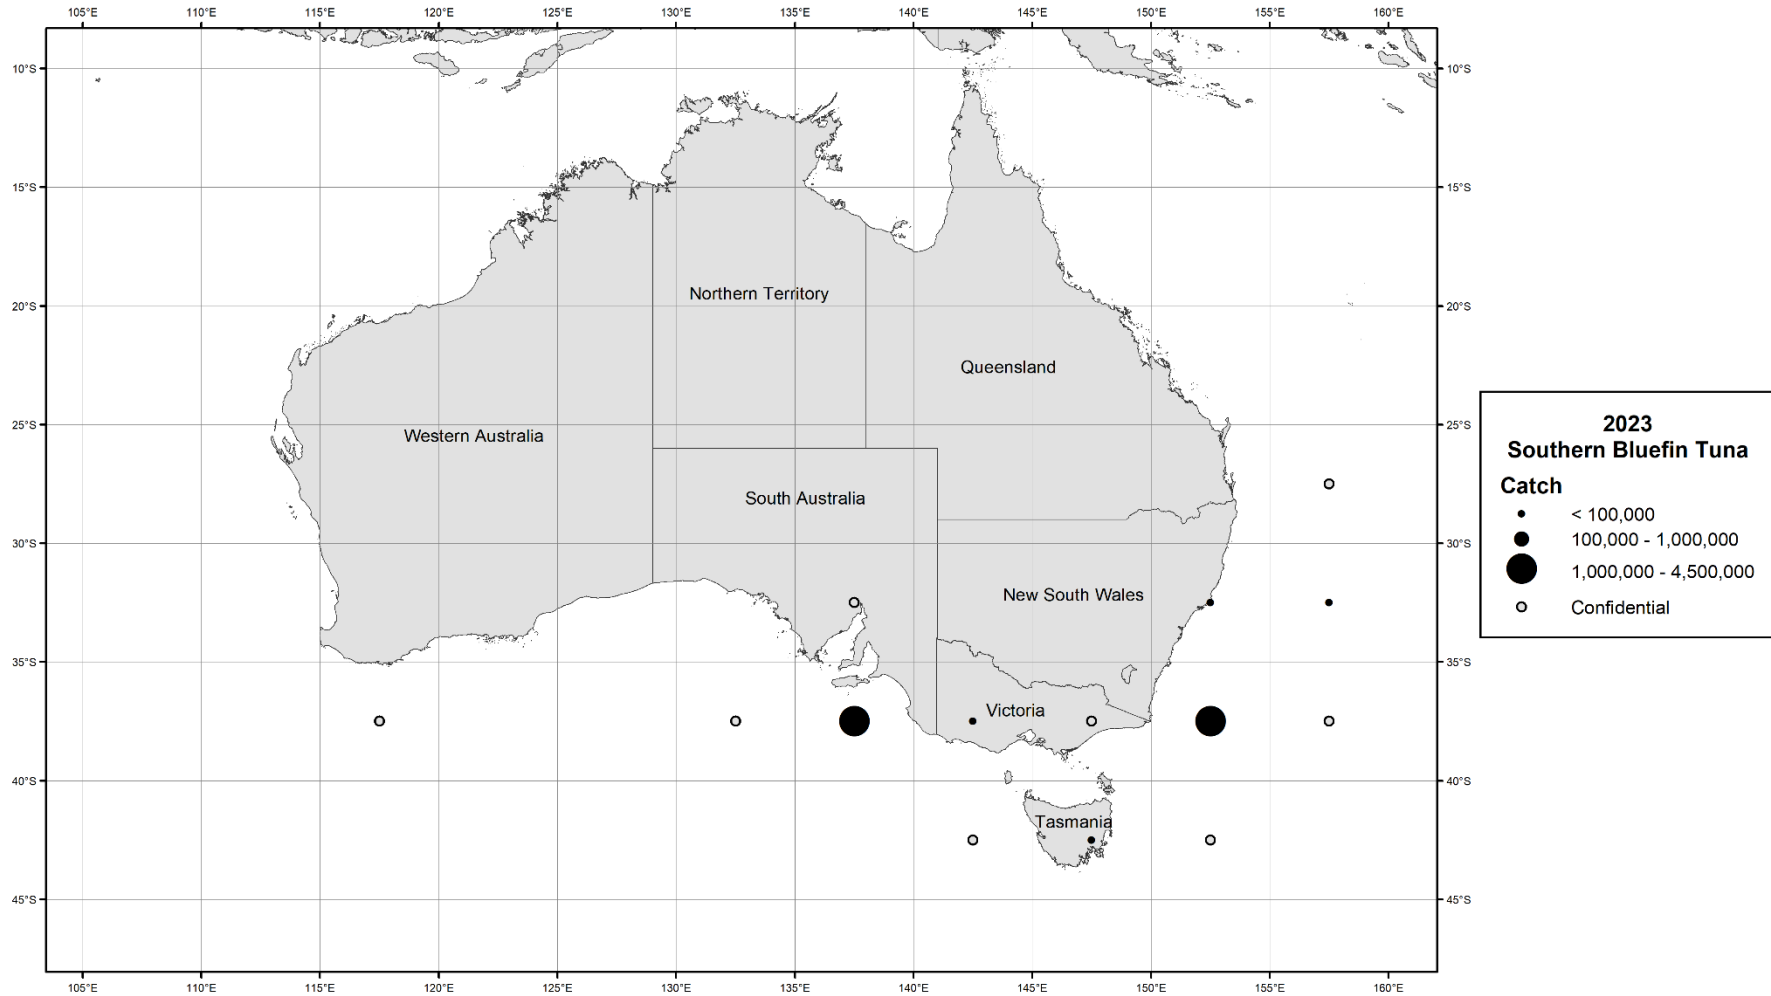 105°E 110°E 115°E 120°E 125°E 130°E 135°E 140°E 145°E 150°E 155°E 160°E
10°S 10°S
15°S 15°S
Northern Territory
20°S 20°S
Queensland
25°S 25°S
Western Australia
South Australia
30°S 30°S
New South Wales
35°S 35°S
Victoria
40°S 40°S
Tasmania
45°S 45°S
105°E 110°E 115°E 120°E 125°E 130°E 135°E 140°E 145°E 150°E 155°E 160°E
2023
Southern Bluefin Tuna
Catch
< 100,000
100,000 - 1,000,000
1,000,000 - 4,500,000
Confidential